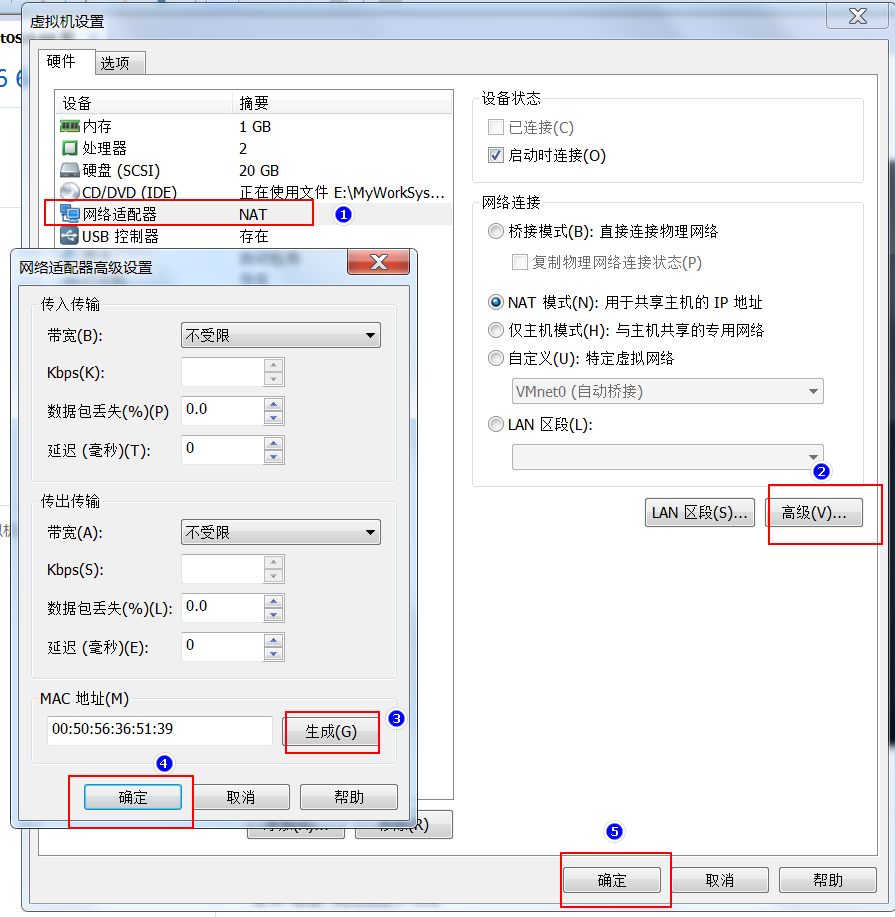 虚拟机设置
tos
硬件
选项
6 6
设备
摘要
内存
1 GB
处理器
2
硬盘 (SCSI)
20 GB
CD/DVD (IDE)
正在使用文件 E:\MyWorkSys...
网络适配器
NAT
1
USB 控制器
存在
设备状态
已连接(C)
启动时连接(O)
网络连接
桥接模式(B): 直接连接物理网络
复制物理网络连接状态(P)
NAT 模式(N): 用于共享主机的 IP 地址
仅主机模式(H): 与主机共享的专用网络
自定义(U): 特定虚拟网络
VMnet0 (自动桥接)
LAN 区段(L):
2
LAN 区段(S)...
高级(V)...
网络适配器高级设置
传入传输
带宽(B):
不受限
Kbps(K):
数据包丢失(%)(P)
0.0
延迟 (毫秒)(T):
0
传出传输
带宽(A):
不受限
Kbps(S):
数据包丢失(%)(L):
0.0
延迟 (毫秒)(E):
0
MAC 地址(M)
00:50:56:36:51:39
生成(G)
3
4
确定
取消
帮助
5
确定
取消
帮助